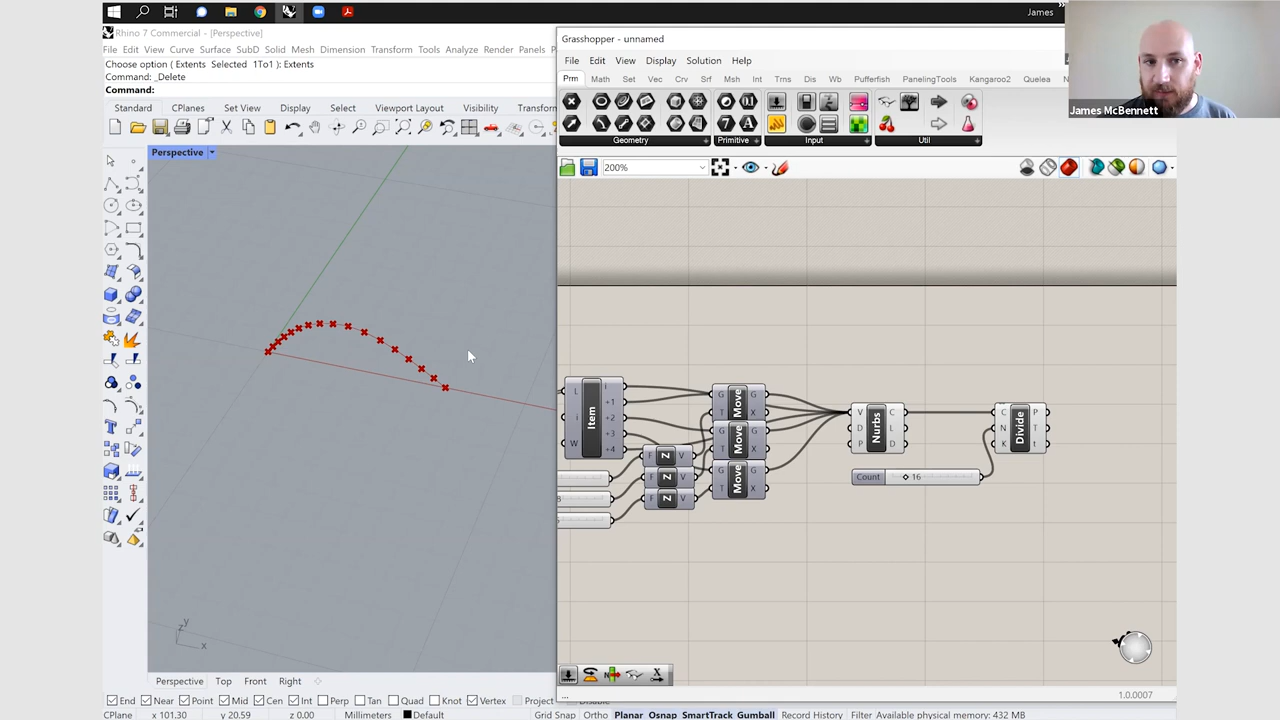 James
James McBennett
Rhino 7 Commercial - [Perspective]
File Edit View Curve Surface SubD Solid Mesh Dimension Transform Tools Analyze Render Panels
Choose option ( Extents Selected 1To1 ): Extents
Command: _Delete
Command:
Standard CPlanes Set View Display Select Viewport Layout Visibility Transform
Perspective
z
y
x
Perspective Top Front Right
End Near Point Mid Cen Int Perp Tan Quad Knot Vertex Project Disable
CPlane x 101.30 y 20.59 z 0.00 Millimeters Default Grid Snap Ortho Planar Osnap SmartTrack Gumball Record History Filter Available physical memory: 432 MB
Grasshopper - unnamed
File Edit View Display Solution Help
Prm Math Set Vec Crv Srf Msh Int Trns Dis Wb Pufferfish PanelingTools Kangaroo2 Quelea
Geometry Primitive Input Util
200%
L i
Item
+1
i +2
+3
W +4
G Move G
T X
G Move G
T X
G Move G
T X
F Z V
F Z V
F Z V
V Nurbs C
D L
P D
C Divide P
N T
K t
Count 16
...
1.0.0007